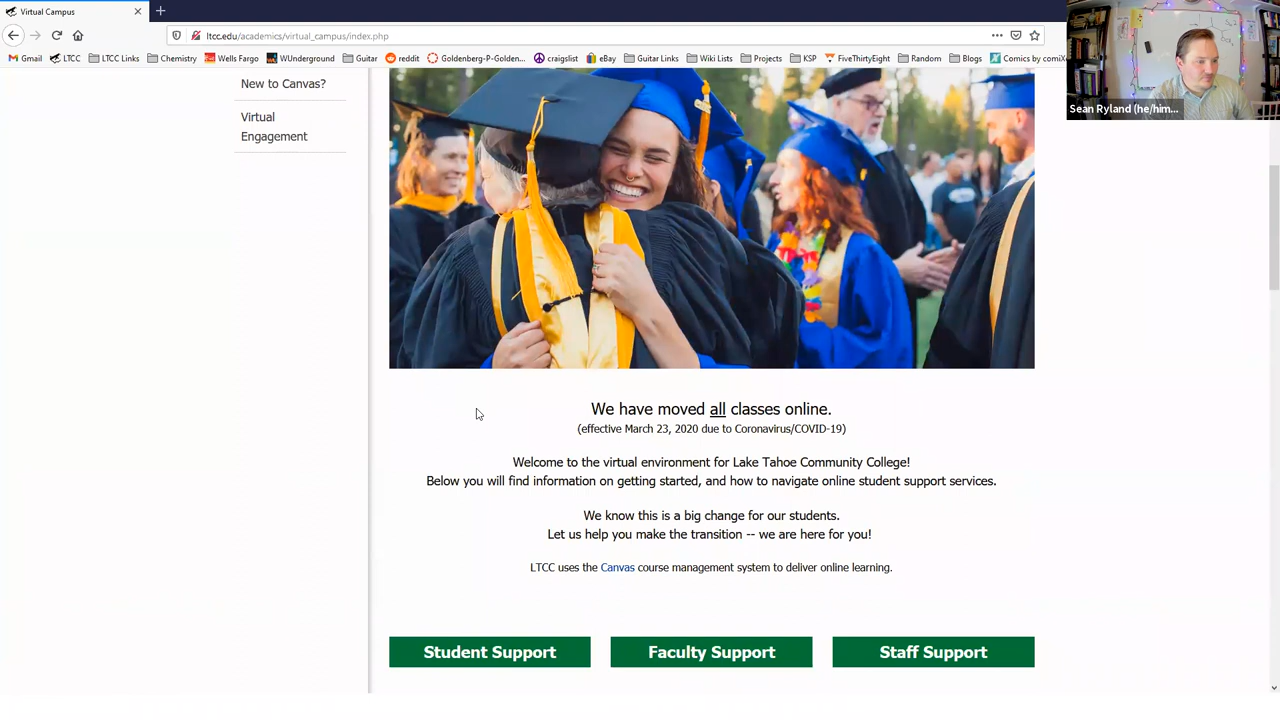 Virtual Campus
ltcc.edu/academics/virtual_campus/index.php
Gmail LTCC LTCC Links Chemistry Wells Fargo WUnderground Guitar reddit Goldenberg-P-Golden... craigslist eBay Guitar Links Wiki Lists Projects KSP FiveThirtyEight Random Blogs Comics by comiX
Sean Ryland (he/him...
New to Canvas?
Virtual
Engagement
We have moved all classes online.
(effective March 23, 2020 due to Coronavirus/COVID-19)
Welcome to the virtual environment for Lake Tahoe Community College!
Below you will find information on getting started, and how to navigate online student support services.
We know this is a big change for our students.
Let us help you make the transition -- we are here for you!
LTCC uses the Canvas course management system to deliver online learning.
Student Support Faculty Support Staff Support